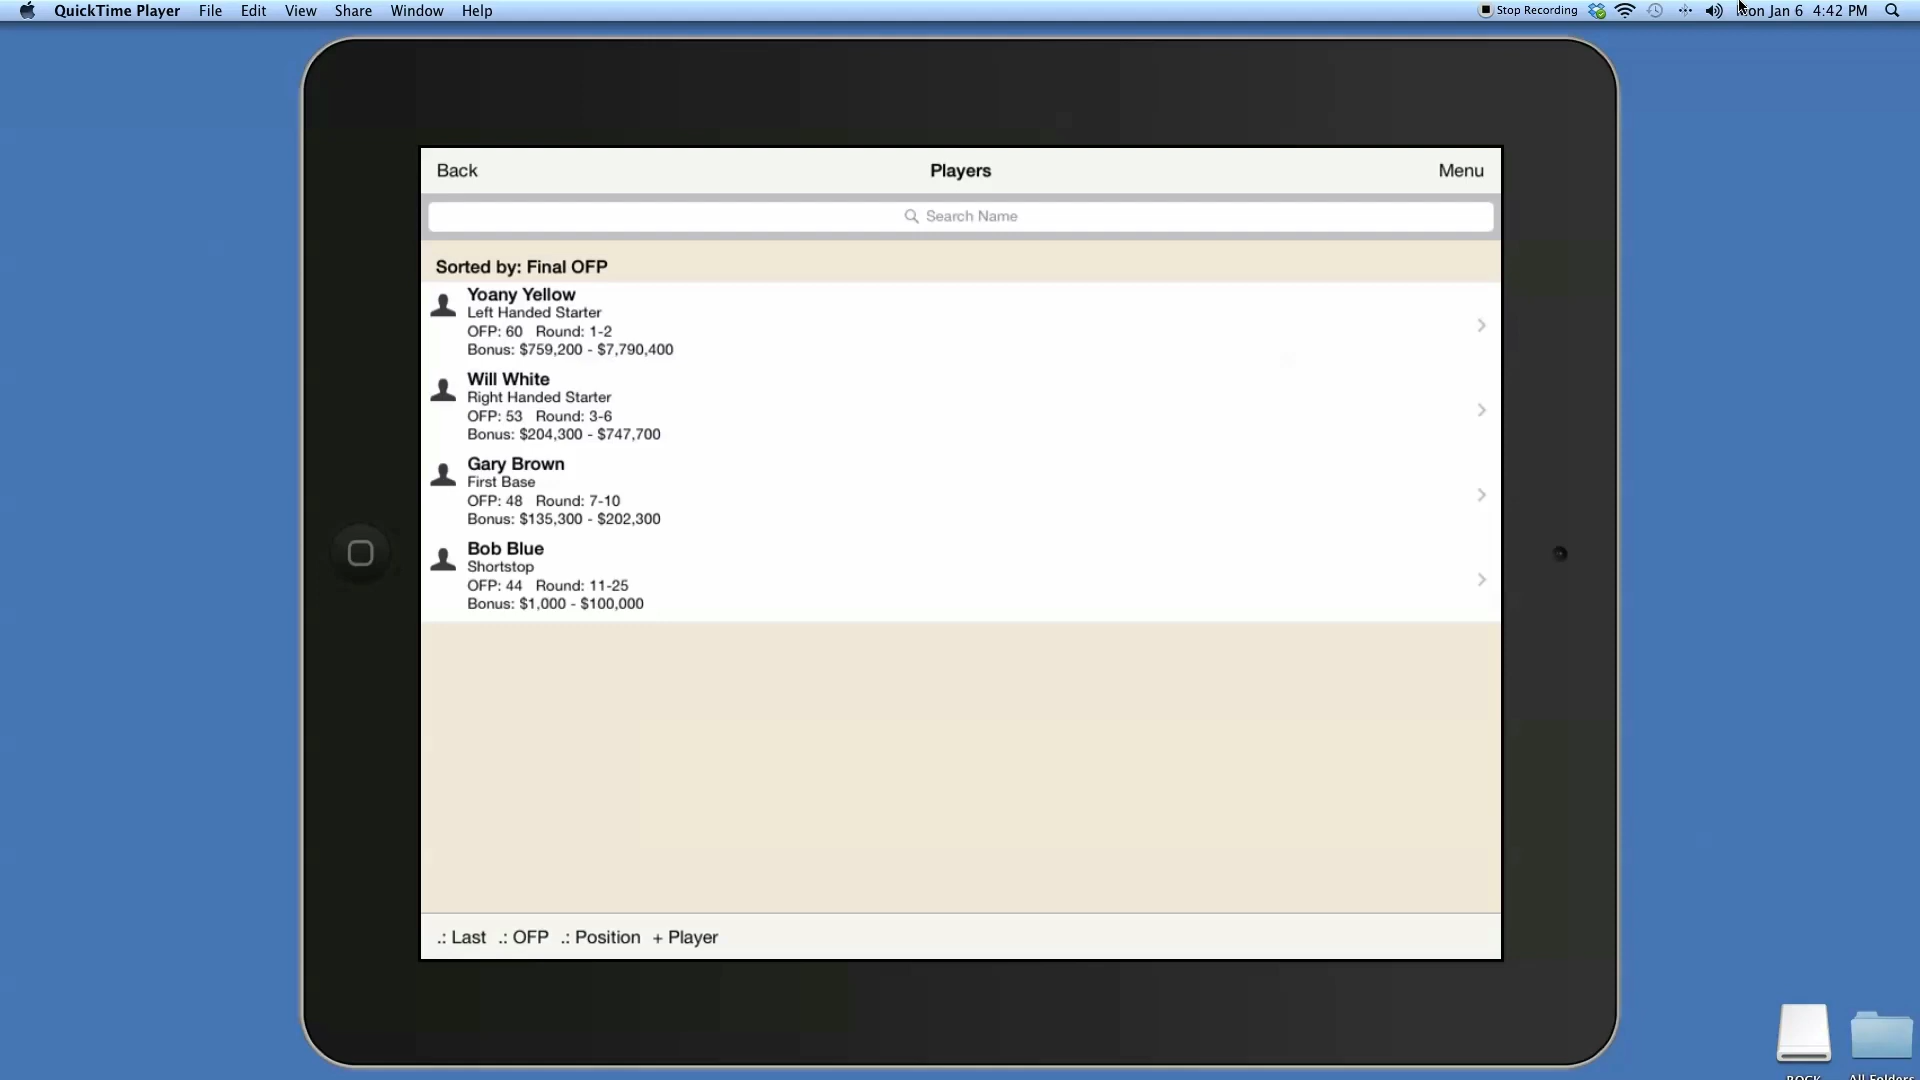 QuickTime Player File Edit View Share Window Help Stop Recording Jan 6 4:42 PM
Back Players Menu
Search Name
Sorted by: Final OFP
Yoany Yellow
Left Handed Starter
OFP: 60 Round: 1-2
Bonus: $759,200 - $7,790,400
Will White
Right Handed Starter
OFP: 53 Round: 3-6
Bonus: $204,300 - $747,700
Gary Brown
First Base
OFP: 48 Round: 7-10
Bonus: $135,300 - $202,300
Bob Blue
Shortstop
OFP: 44 Round: 11-25
Bonus: $1,000 - $100,000
.: Last .: OFP .: Position + Player